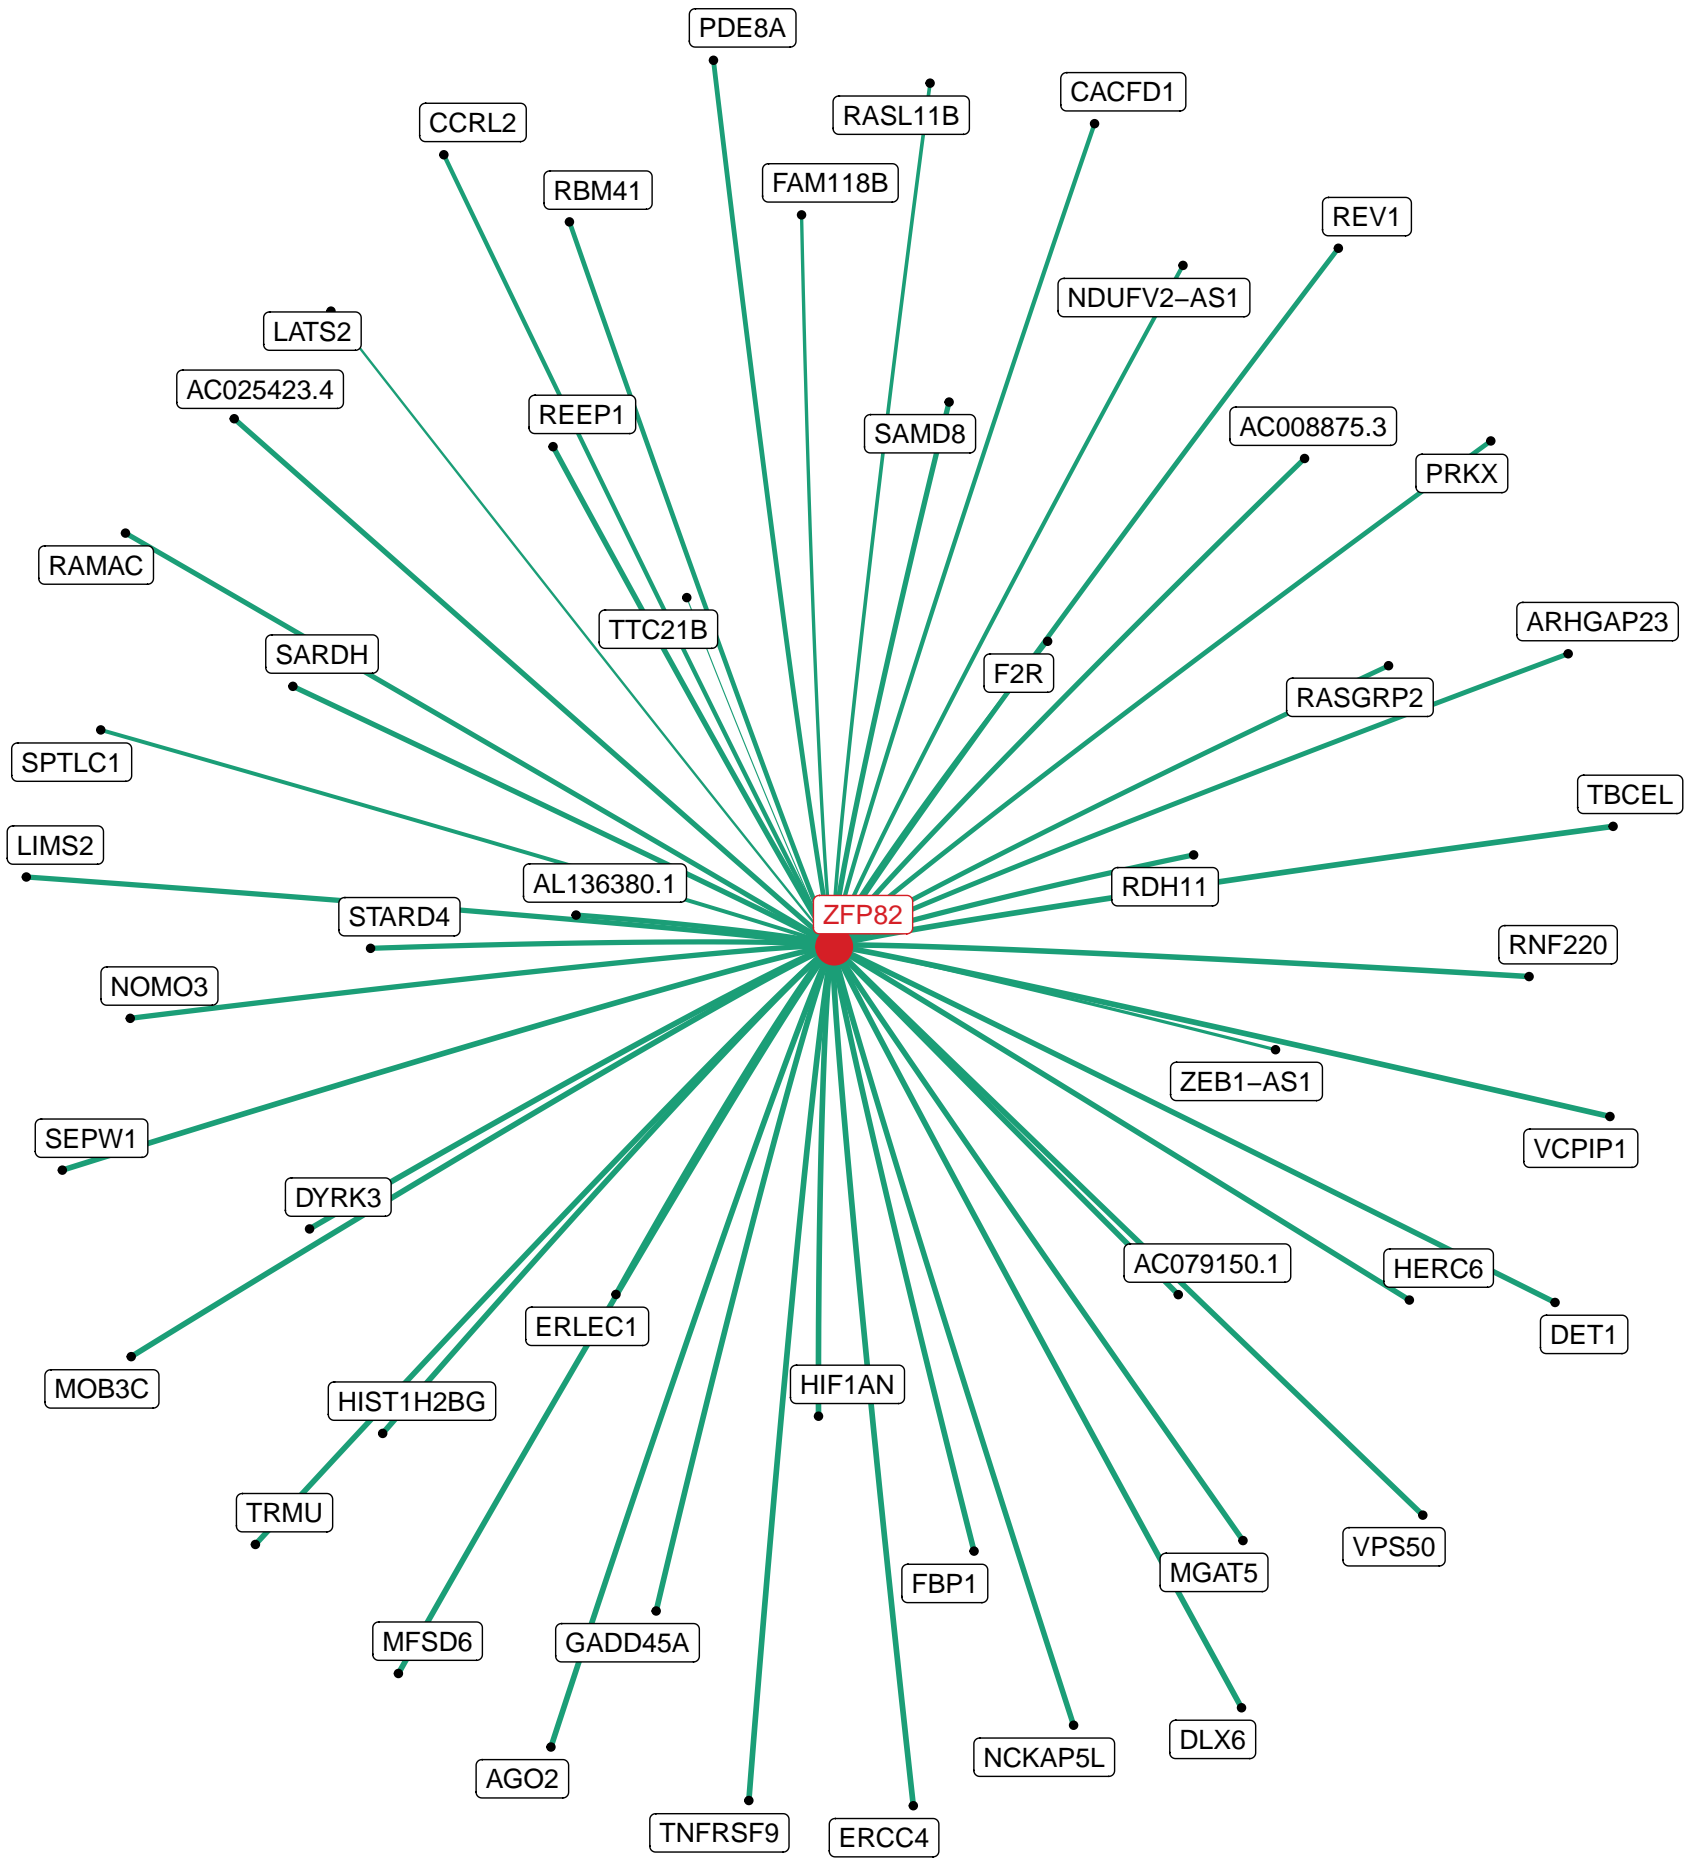 PDE8A
CACFD1
RASL11B
CCRL2
FAM118B
RBM41
REV1
NDUFV2−AS1
LATS2
AC025423.4
REEP1
AC008875.3
SAMD8
PRKX
RAMAC
ARHGAP23
TTC21B
SARDH
F2R
RASGRP2
SPTLC1
TBCEL
LIMS2
AL136380.1
RDH11
ZFP82
STARD4
RNF220
NOMO3
ZEB1−AS1
SEPW1
VCPIP1
DYRK3
AC079150.1
HERC6
ERLEC1
DET1
HIF1AN
MOB3C
HIST1H2BG
TRMU
VPS50
MGAT5
FBP1
MFSD6
GADD45A
DLX6
NCKAP5L
AGO2
TNFRSF9
ERCC4